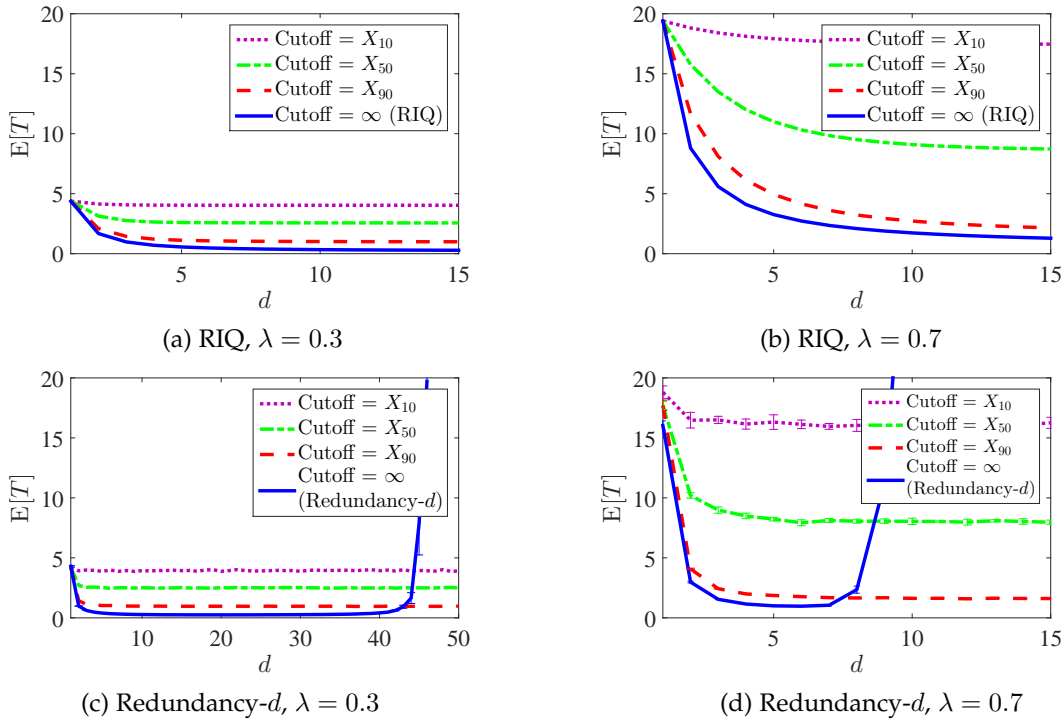 20
15
10
5
0
E[T]
Cutoff = X10
Cutoff = X50
Cutoff = X90
Cutoff = ∞ (RIQ)
5 10 15
d
(a) RIQ, λ = 0.3
20
15
10
5
0
E[T]
Cutoff = X10
Cutoff = X50
Cutoff = X90
Cutoff = ∞ (RIQ)
5 10 15
d
(b) RIQ, λ = 0.7
20
15
10
5
0
E[T]
Cutoff = X10
Cutoff = X50
Cutoff = X90
Cutoff = ∞
(Redundancy-d)
10 20 30 40 50
d
(c) Redundancy-d, λ = 0.3
20
15
10
5
0
E[T]
Cutoff = X10
Cutoff = X50
Cutoff = X90
Cutoff = ∞
(Redundancy-d)
5 10 15
d
(d) Redundancy-d, λ = 0.7